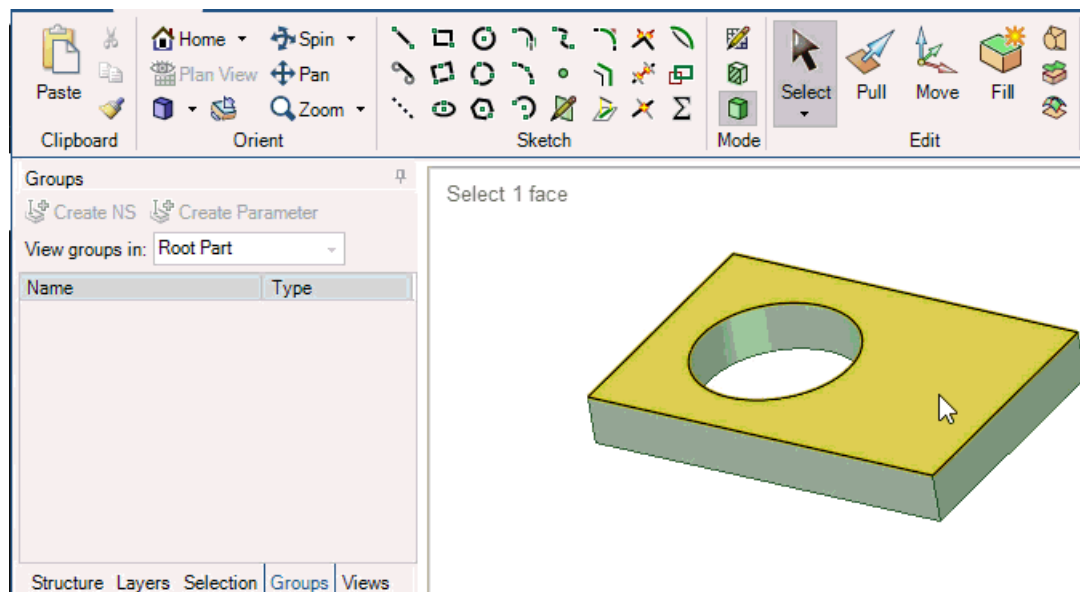 Home Spin
Plan View Pan
Paste Zoom
Select Pull Move Fill
Clipboard Orient Sketch Mode Edit
Groups
Create NS Create Parameter
View groups in: Root Part
Name Type
Select 1 face
Structure Layers Selection Groups Views